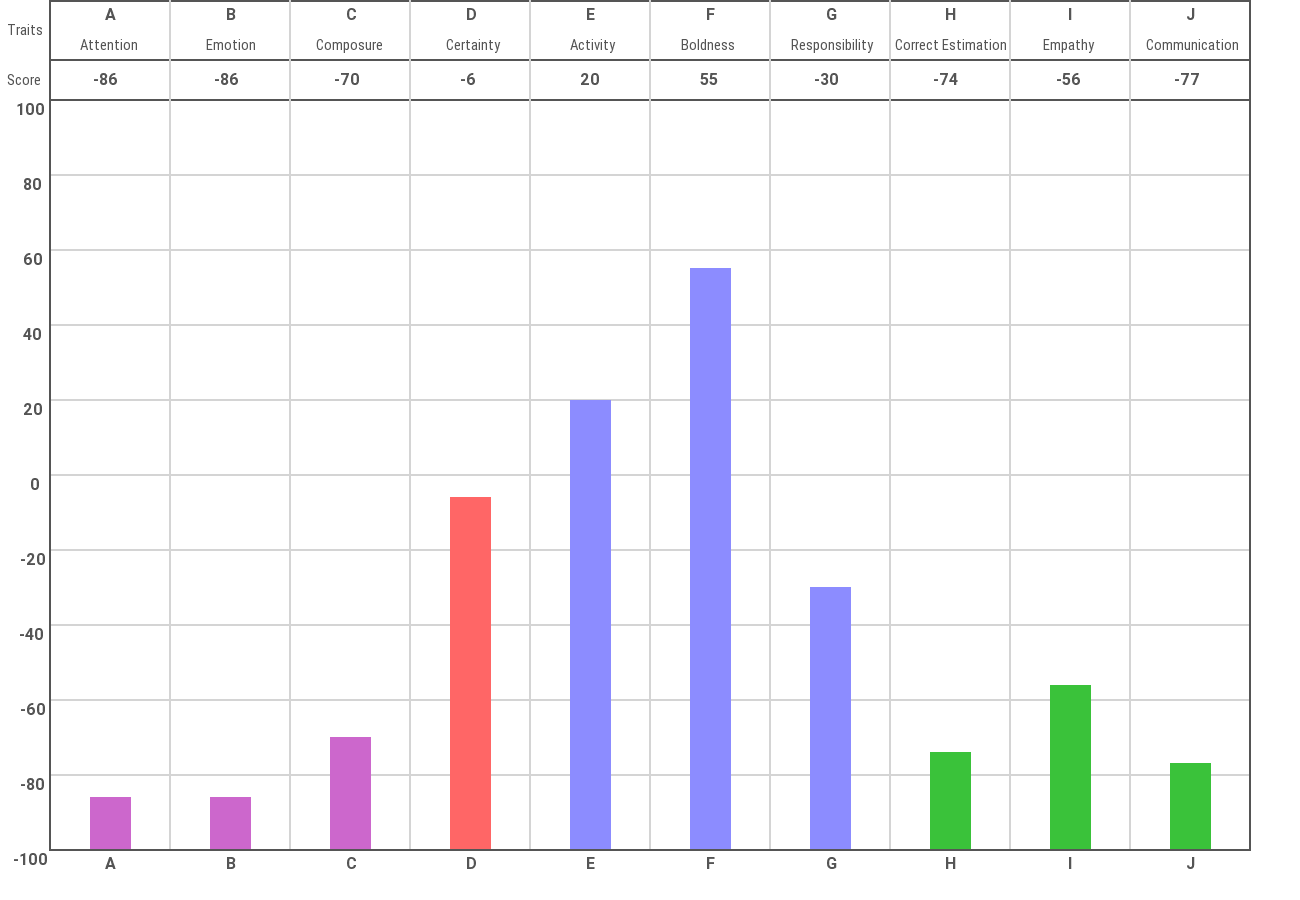 Traits A B C D E F G H I J
Attention Emotion Composure Certainty Activity Boldness Responsibility Correct Estimation Empathy Communication
Score -86 -86 -70 -6 20 55 -30 -74 -56 -77
100
80
60
40
20
0
-20
-40
-60
-80
-100
A B C D E F G H I J